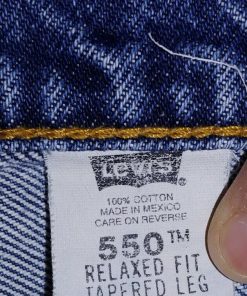 Levi's
100% COTTON
MADE IN MEXICO
CARE ON REVERSE
550™
RELAXED FIT
TAPERED LEG